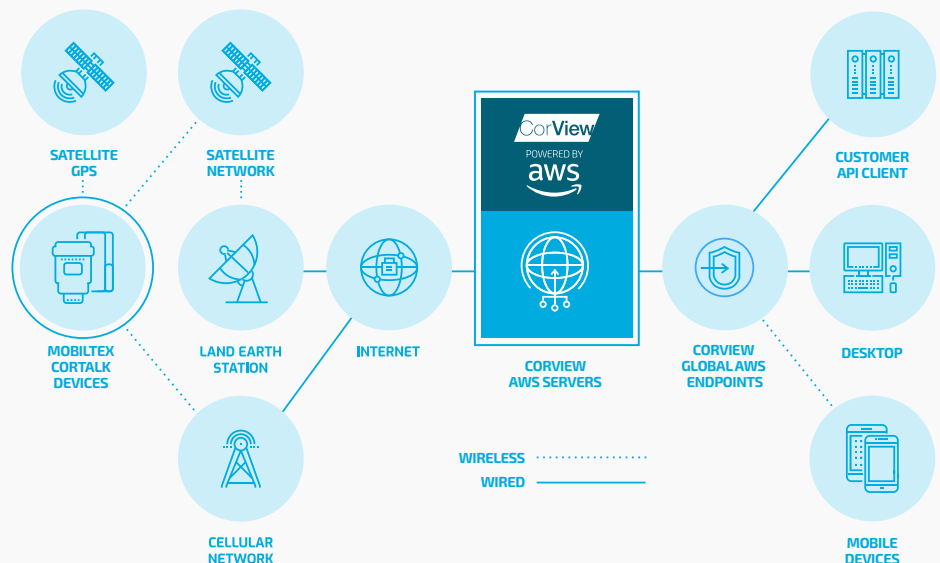 SATELLITE
GPS
SATELLITE
NETWORK
CorView
POWERED BY
aws
CUSTOMER
API CLIENT
MOBILTEX
CORTALK
DEVICES
LAND EARTH
STATION
INTERNET
CORVIEW
AWS SERVERS
CORVIEW
GLOBAL AWS
ENDPOINTS
DESKTOP
WIRELESS
WIRED
CELLULAR
NETWORK
MOBILE
DEVICES